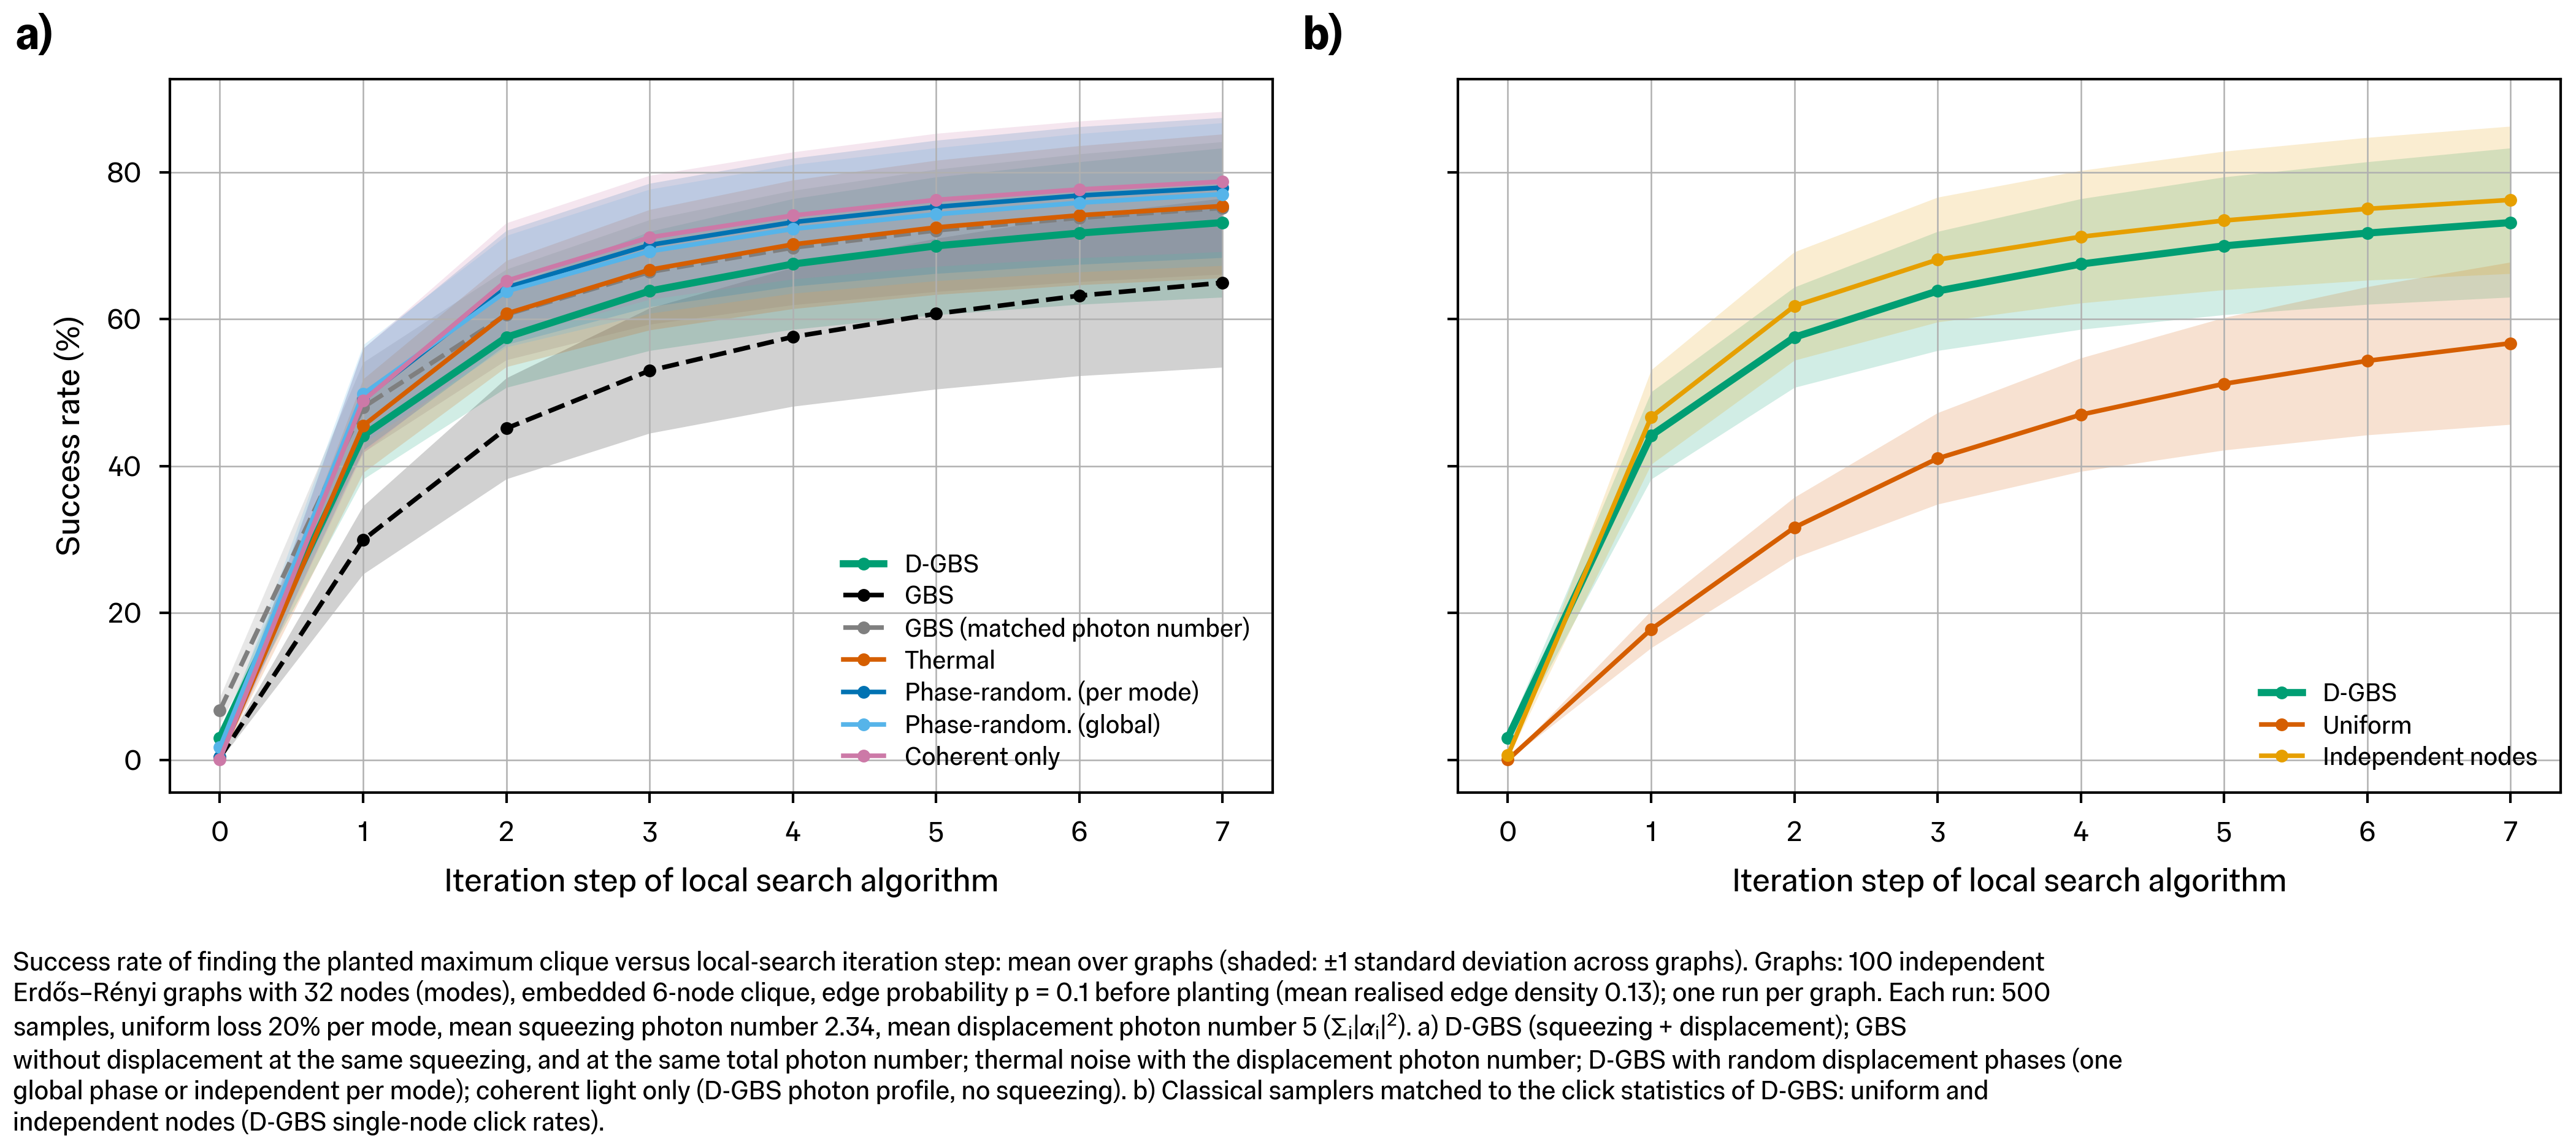 a)
b)
80
60
40
20
0
Success rate (%)
D-GBS
GBS
GBS (matched photon number)
Thermal
Phase-random. (per mode)
Phase-random. (global)
Coherent only
0 1 2 3 4 5 6 7
Iteration step of local search algorithm
D-GBS
Uniform
Independent nodes
0 1 2 3 4 5 6 7
Iteration step of local search algorithm
Success rate of finding the planted maximum clique versus local-search iteration step: mean over graphs (shaded: ±1 standard deviation across graphs). Graphs: 100 independent
Erdős–Rényi graphs with 32 nodes (modes), embedded 6-node clique, edge probability p = 0.1 before planting (mean realised edge density 0.13); one run per graph. Each run: 500
samples, uniform loss 20% per mode, mean squeezing photon number 2.34, mean displacement photon number 5 (Σᵢ|αᵢ|²). a) D-GBS (squeezing + displacement); GBS
without displacement at the same squeezing, and at the same total photon number; thermal noise with the displacement photon number; D-GBS with random displacement phases (one
global phase or independent per mode); coherent light only (D-GBS photon profile, no squeezing). b) Classical samplers matched to the click statistics of D-GBS: uniform and
independent nodes (D-GBS single-node click rates).